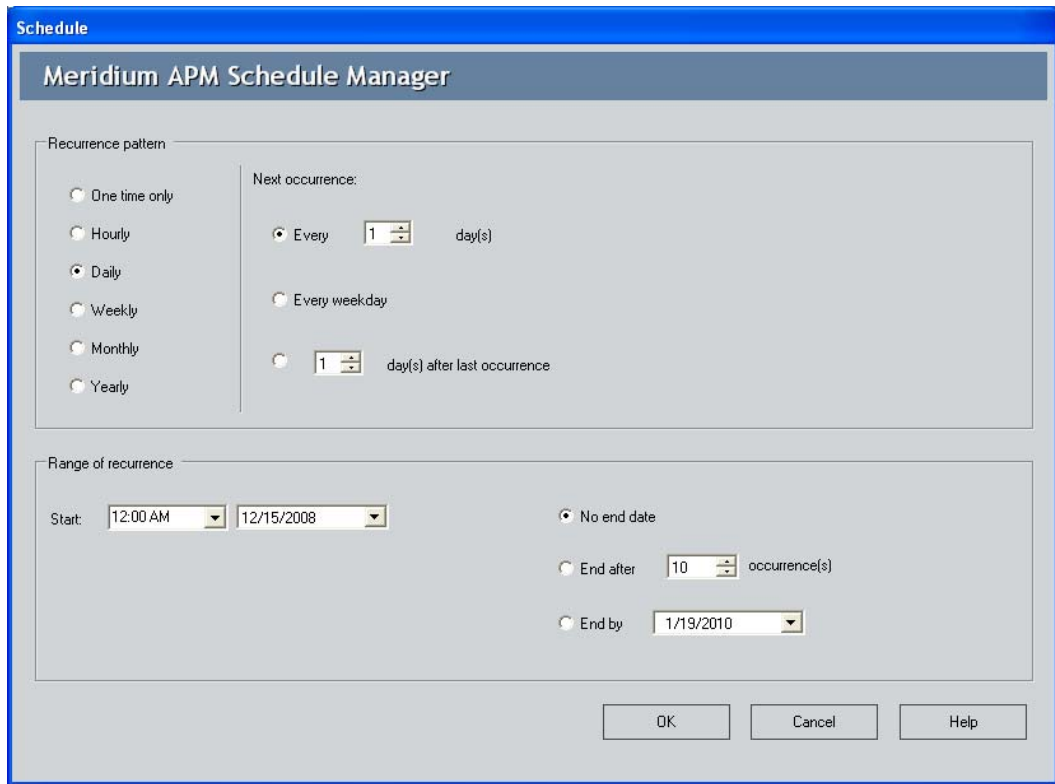 Schedule
Meridium APM Schedule Manager
Recurrence pattern
One time only
Hourly
Daily
Weekly
Monthly
Yearly
Next occurrence:
Every 1 day(s)
Every weekday
1 day(s) after last occurrence
Range of recurrence
Start: 12:00 AM 12/15/2008
No end date
End after 10 occurrence(s)
End by 1/19/2010
OK Cancel Help